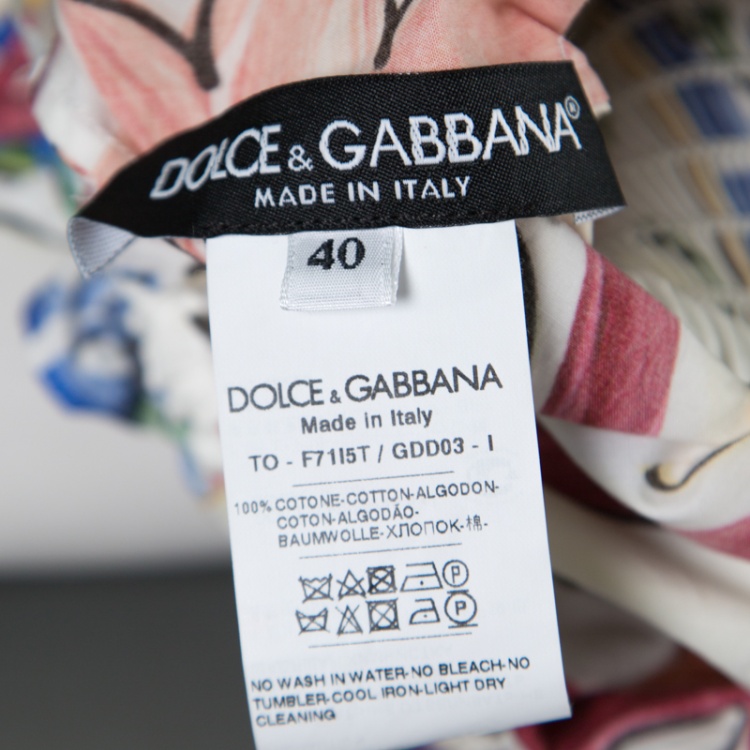 DOLCE & GABBANA®
MADE IN ITALY
40
DOLCE & GABBANA
Made in Italy
TO - F7115T / GDD03 - I
100% COTONE-COTTON-ALGODON-
COTON-ALGODÃO-
BAUMWOLLE-ХЛОПОК-棉-
P
P
NO WASH IN WATER-NO BLEACH-NO
TUMBLER-COOL IRON-LIGHT DRY
CLEANING